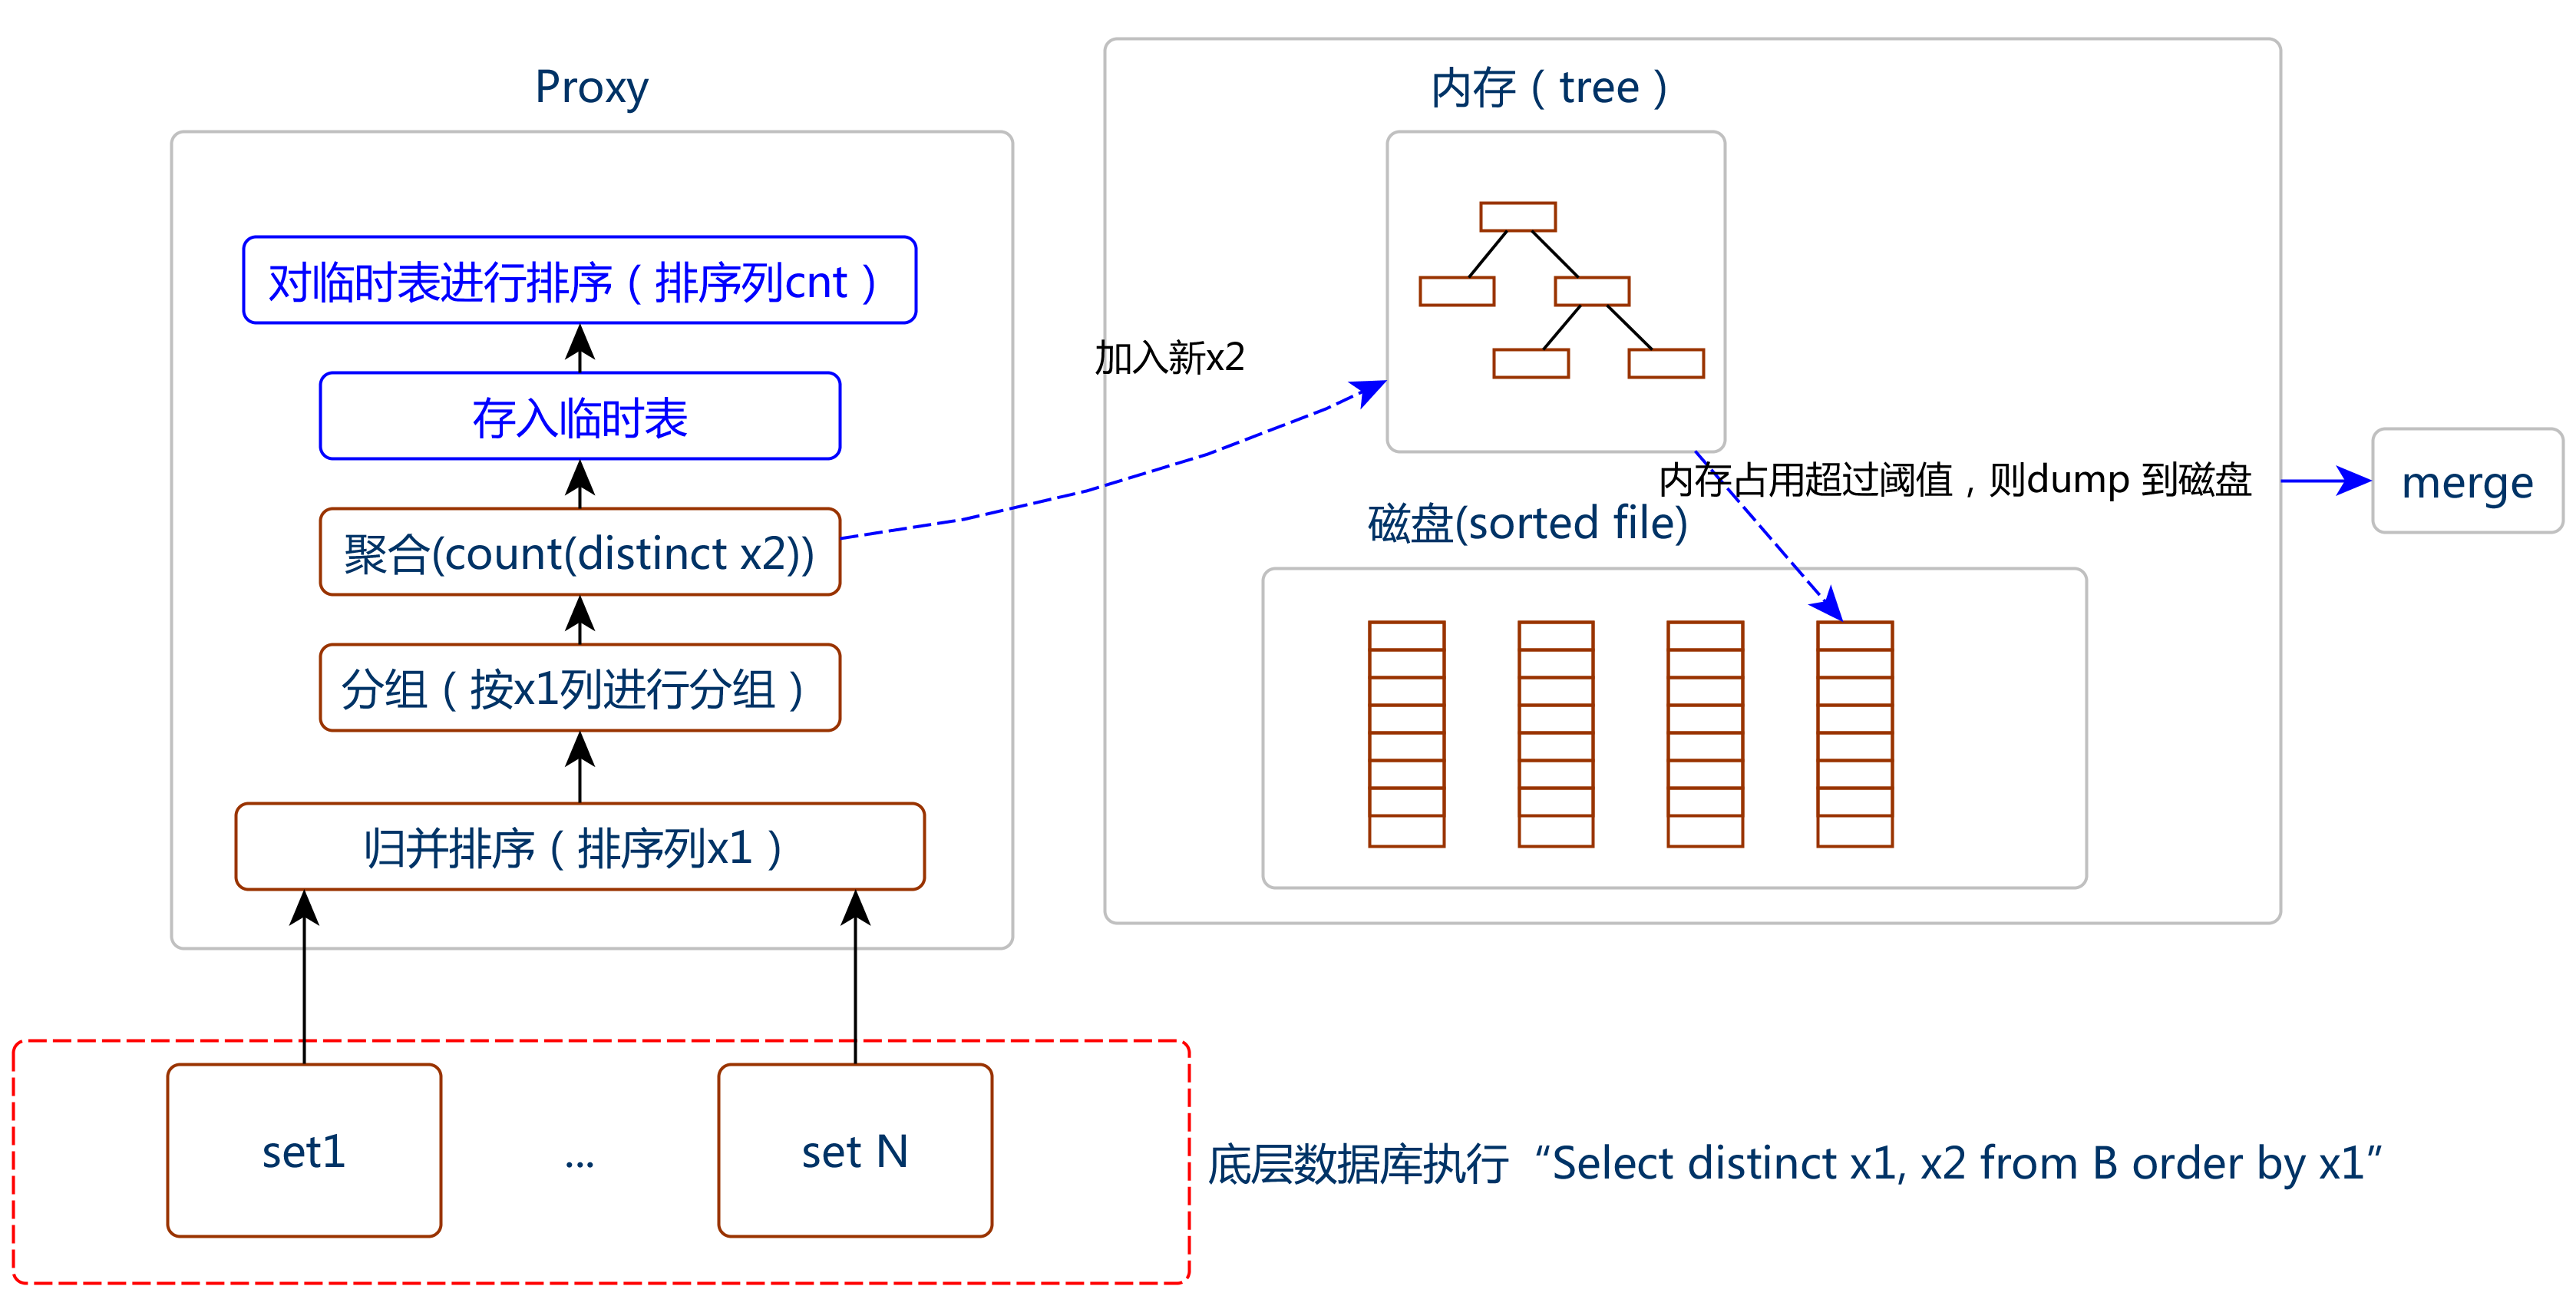 Proxy
对临时表进行排序（排序列cnt）
存入临时表
聚合(count(distinct x2))
分组（按x1列进行分组）
归并排序（排序列x1）
内存（tree）
加入新x2
内存占用超过阈值，则dump 到磁盘
磁盘(sorted file)
merge
set1
...
set N
底层数据库执行“Select distinct x1, x2 from B order by x1”